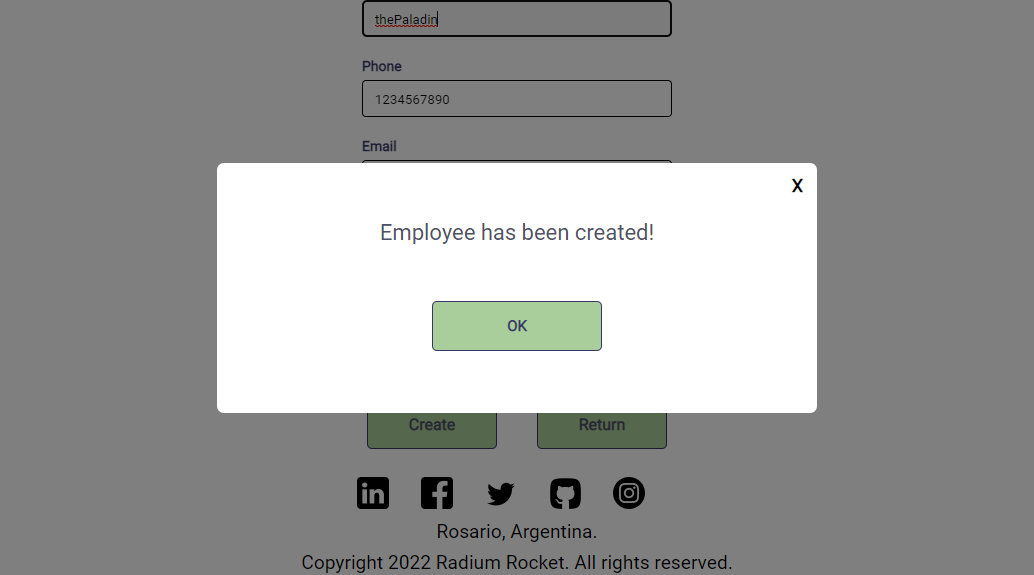 thePaladin
Phone
1234567890
Email
X
Employee has been created!
OK
Create
Return
in
Rosario, Argentina.
Copyright 2022 Radium Rocket. All rights reserved.